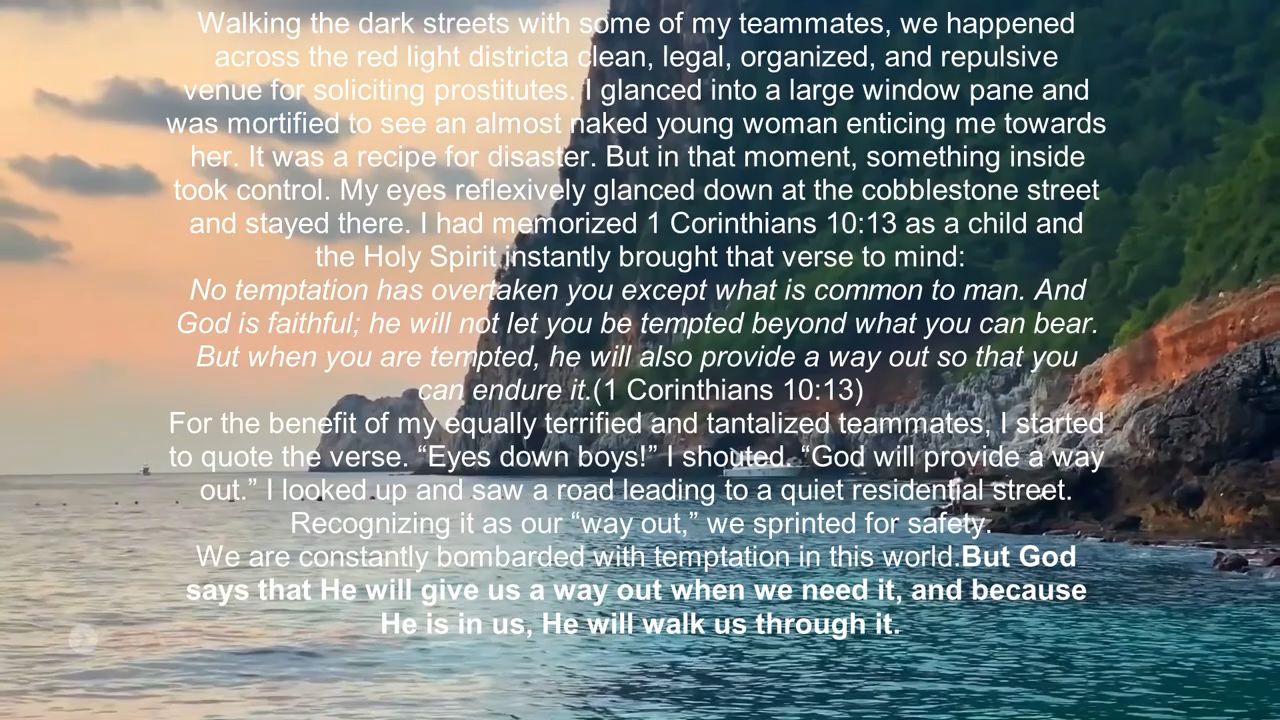 Walking the dark streets with some of my teammates, we happened
across the red light districta clean, legal, organized, and repulsive
venue for soliciting prostitutes. I glanced into a large window pane and
was mortified to see an almost naked young woman enticing me towards
her. It was a recipe for disaster. But in that moment, something inside
took control. My eyes reflexively glanced down at the cobblestone street
and stayed there. I had memorized 1 Corinthians 10:13 as a child and
the Holy Spirit instantly brought that verse to mind:
No temptation has overtaken you except what is common to man. And
God is faithful; he will not let you be tempted beyond what you can bear.
But when you are tempted, he will also provide a way out so that you
can endure it.(1 Corinthians 10:13)
For the benefit of my equally terrified and tantalized teammates, I started
to quote the verse. “Eyes down boys!” I shouted. “God will provide a way
out.” I looked up and saw a road leading to a quiet residential street.
Recognizing it as our “way out,” we sprinted for safety.
We are constantly bombarded with temptation in this world.But God
says that He will give us a way out when we need it, and because
He is in us, He will walk us through it.